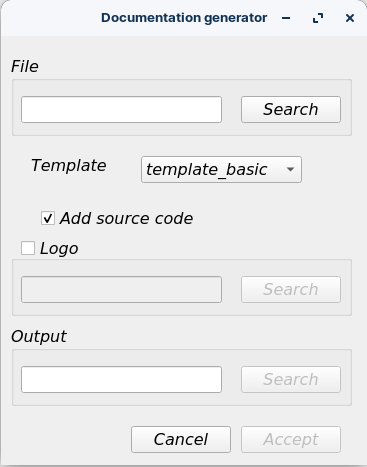 Documentation generator
File
Search
Template
template_basic
Add source code
Logo
Search
Output
Search
Cancel
Accept